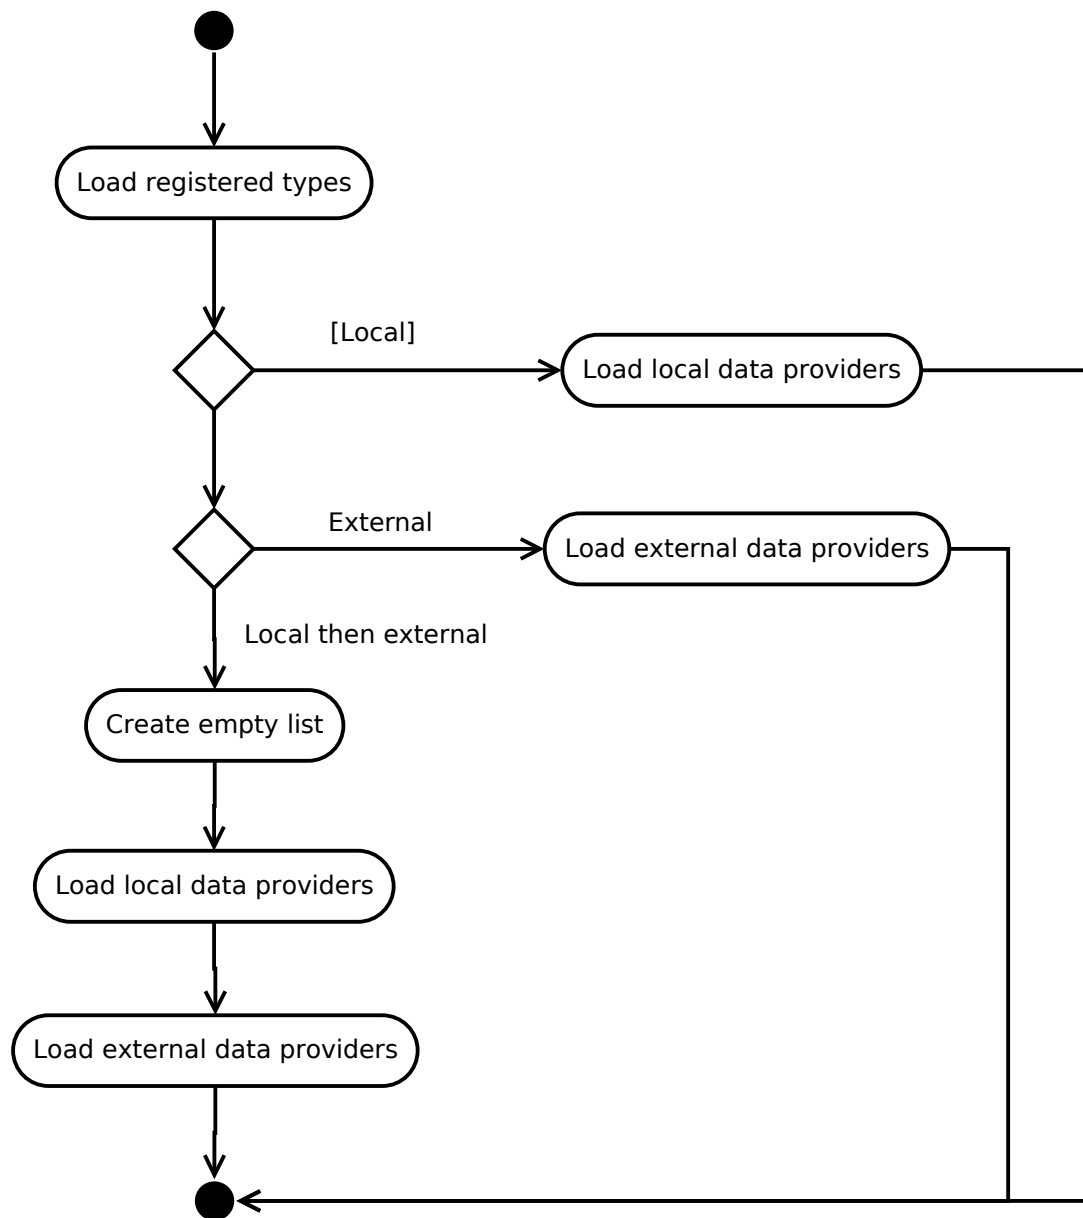 Load registered types
[Local]
Load local data providers
External
Load external data providers
Local then external
Create empty list
Load local data providers
Load external data providers